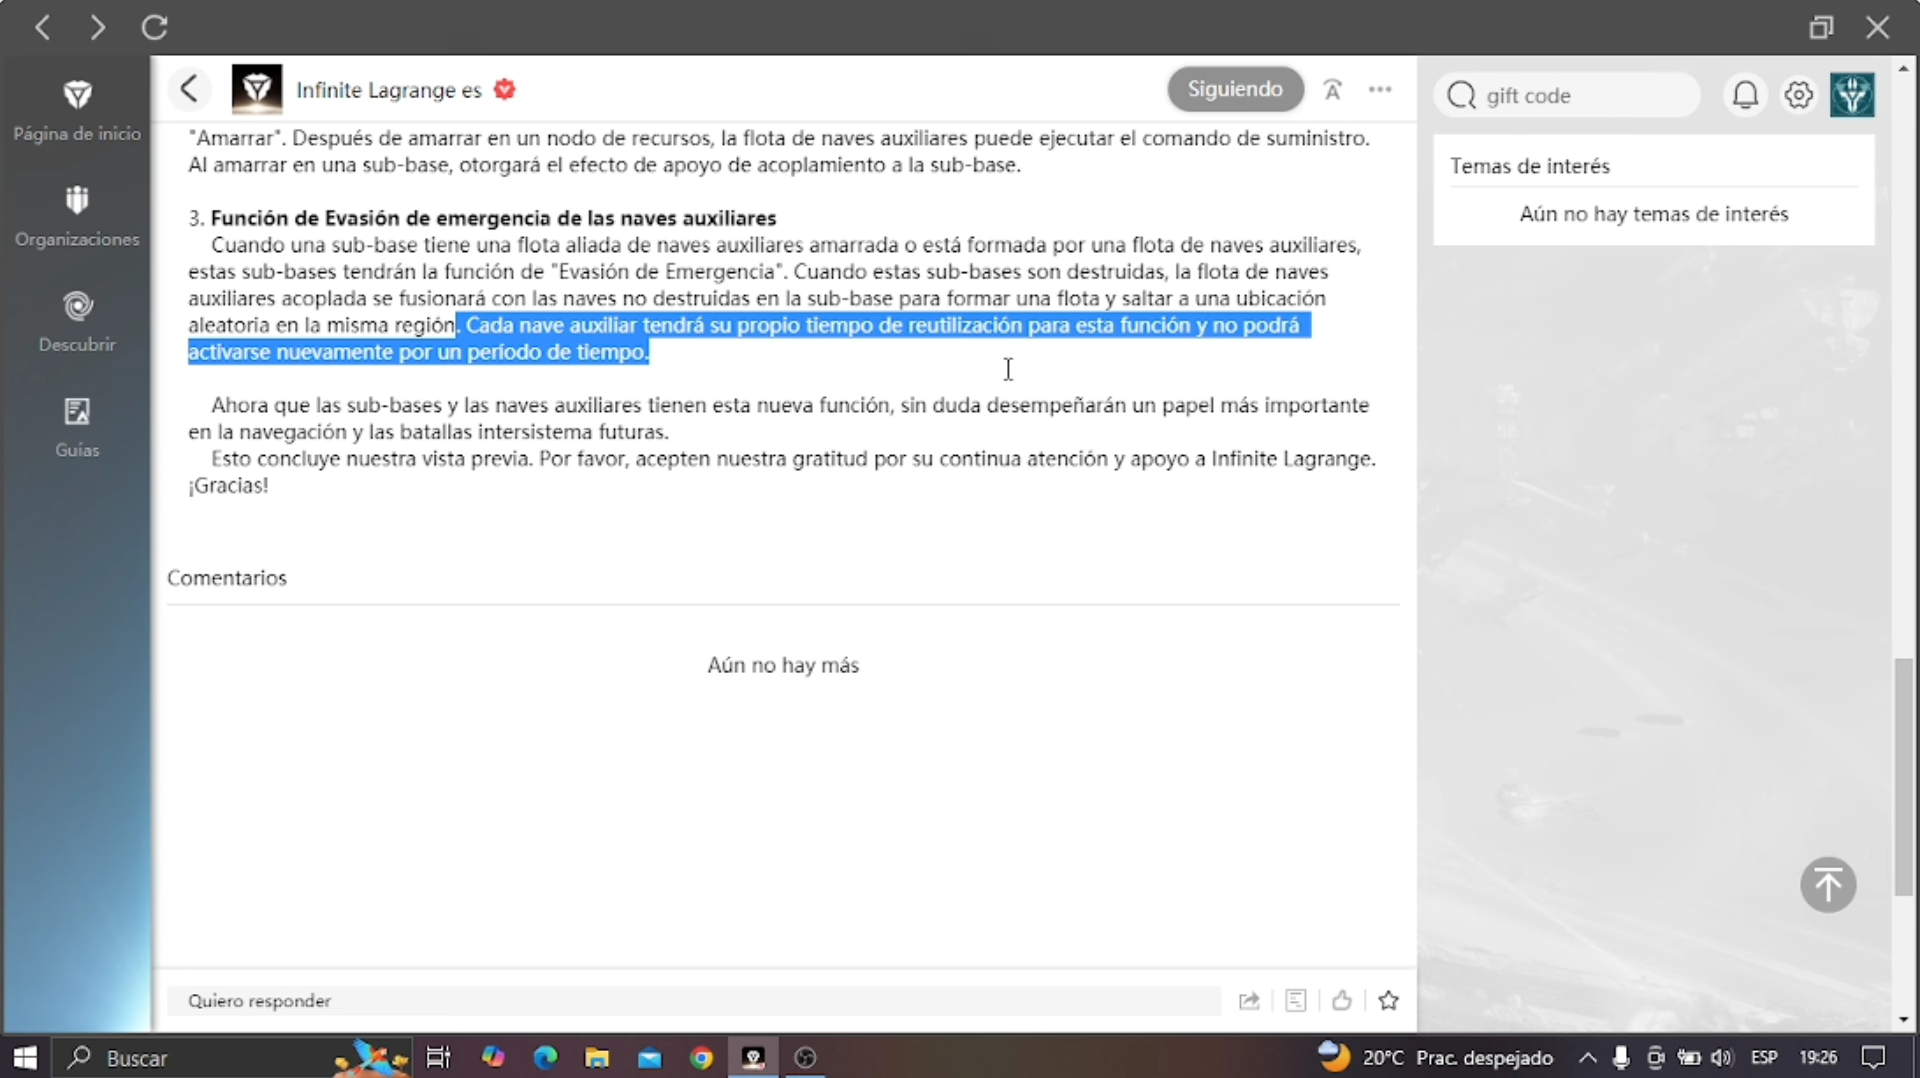 Infinite Lagrange es
Siguiendo
gift code
Página de inicio
Organizaciones
Descubrir
Guías
"Amarrar". Después de amarrar en un nodo de recursos, la flota de naves auxiliares puede ejecutar el comando de suministro.
Al amarrar en una sub-base, otorgará el efecto de apoyo de acoplamiento a la sub-base.
3. Función de Evasión de emergencia de las naves auxiliares
Cuando una sub-base tiene una flota aliada de naves auxiliares amarrada o está formada por una flota de naves auxiliares,
estas sub-bases tendrán la función de "Evasión de Emergencia". Cuando estas sub-bases son destruidas, la flota de naves
auxiliares acoplada se fusionará con las naves no destruidas en la sub-base para formar una flota y saltar a una ubicación
aleatoria en la misma región. Cada nave auxiliar tendrá su propio tiempo de reutilización para esta función y no podrá
activarse nuevamente por un período de tiempo.
Ahora que las sub-bases y las naves auxiliares tienen esta nueva función, sin duda desempeñarán un papel más importante
en la navegación y las batallas intersistema futuras.
Esto concluye nuestra vista previa. Por favor, acepten nuestra gratitud por su continua atención y apoyo a Infinite Lagrange.
¡Gracias!
Comentarios
Aún no hay más
Quiero responder
Temas de interés
Aún no hay temas de interés
Buscar
20°C Prac. despejado
ESP
19:26